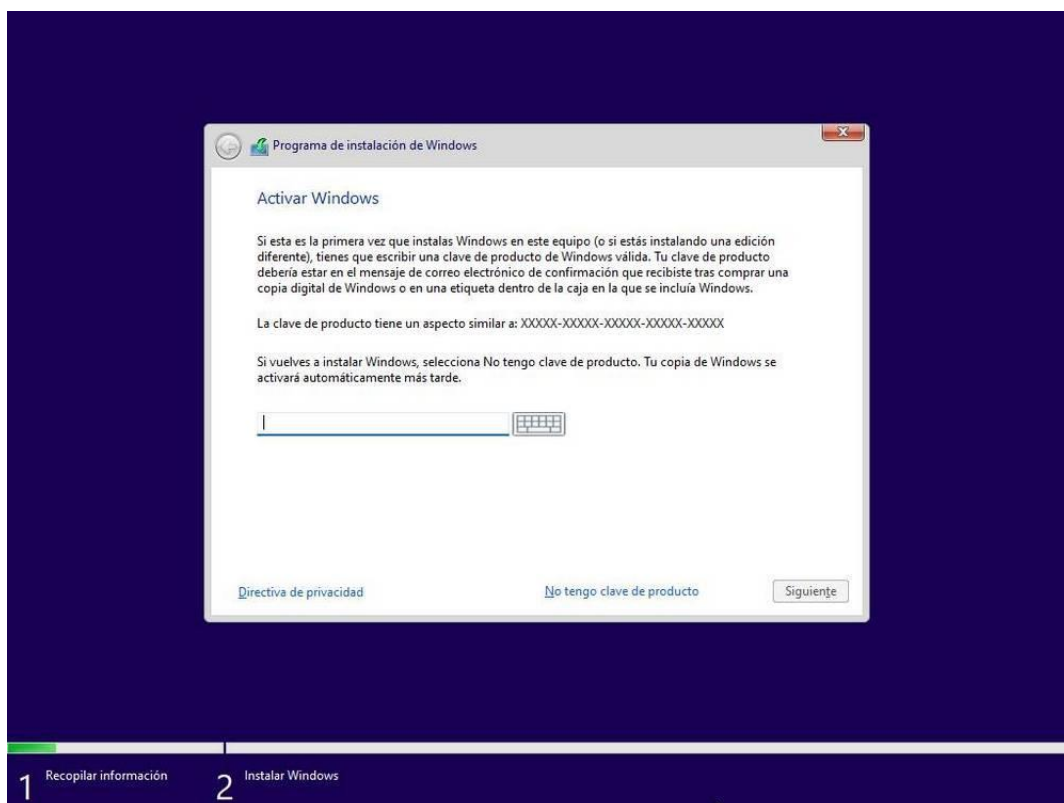 Programa de instalación de Windows
Activar Windows
Si esta es la primera vez que instalas Windows en este equipo (o si estás instalando una edición
diferente), tienes que escribir una clave de producto de Windows válida. Tu clave de producto
debería estar en el mensaje de correo electrónico de confirmación que recibiste tras comprar una
copia digital de Windows o en una etiqueta dentro de la caja en la que se incluía Windows.
La clave de producto tiene un aspecto similar a: XXXXX-XXXXX-XXXXX-XXXXX-XXXXX
Si vuelves a instalar Windows, selecciona No tengo clave de producto. Tu copia de Windows se
activará automáticamente más tarde.
Directiva de privacidad
No tengo clave de producto
Siguiente
1 Recopilar información
2 Instalar Windows